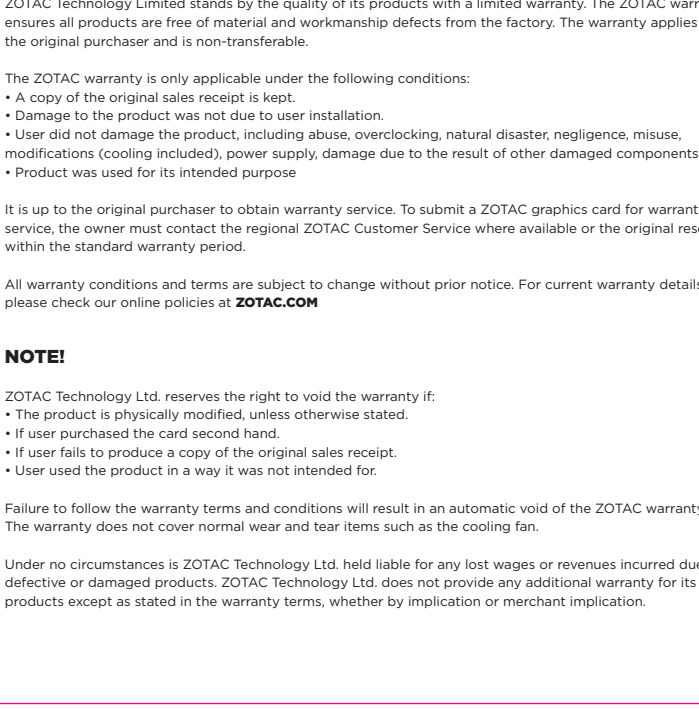 ZOTAC Technology Limited stands by the quality of its products with a limited warranty. The ZOTAC
ensures all products are free of material and workmanship defects from the factory. The warranty applies
the original purchaser and is non-transferable.
The ZOTAC warranty is only applicable under the following conditions:
• A copy of the original sales receipt is kept.
• Damage to the product was not due to user installation.
• User did not damage the product, including abuse, overclocking, natural disaster, negligence, misuse,
modifications (cooling included), power supply, damage due to the result of other damaged components
• Product was used for its intended purpose
It is up to the original purchaser to obtain warranty service. To submit a ZOTAC graphics card for
service, the owner must contact the regional ZOTAC Customer Service where available or the original
within the standard warranty period.
All warranty conditions and terms are subject to change without prior notice. For current warranty details
please check our online policies at ZOTAC.COM
NOTE!
ZOTAC Technology Ltd. reserves the right to void the warranty if:
• The product is physically modified, unless otherwise stated.
• If user purchased the card second hand.
• If user fails to produce a copy of the original sales receipt.
• User used the product in a way it was not intended for.
Failure to follow the warranty terms and conditions will result in an automatic void of the ZOTAC warranty
The warranty does not cover normal wear and tear items such as the cooling fan.
Under no circumstances is ZOTAC Technology Ltd. held liable for any lost wages or revenues incurred due
defective or damaged products. ZOTAC Technology Ltd. does not provide any additional warranty for its
products except as stated in the warranty terms, whether by implication or merchant implication.